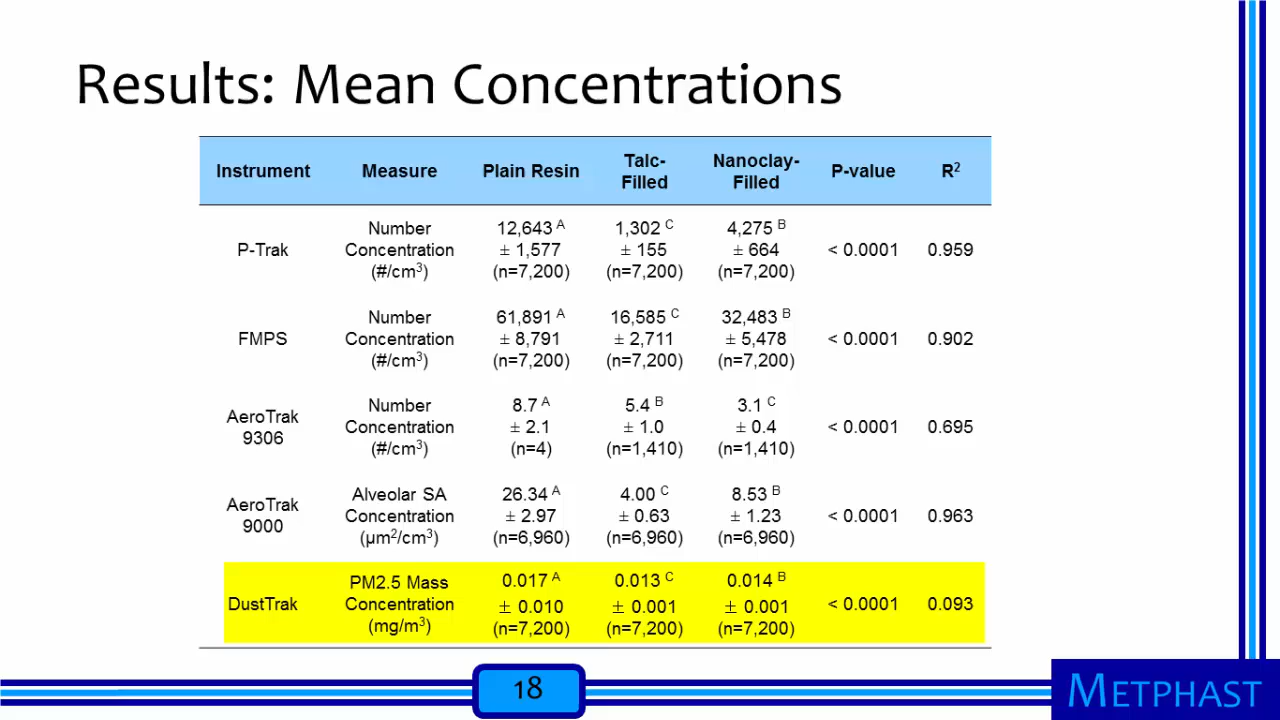 Results: Mean Concentrations
Instrument Measure Plain Resin Talc-Filled Nanoclay-Filled P-value R²
P-Trak Number Concentration (#/cm³) 12,643 A ± 1,577 (n=7,200) 1,302 C ± 155 (n=7,200) 4,275 B ± 664 (n=7,200) < 0.0001 0.959
FMPS Number Concentration (#/cm³) 61,891 A ± 8,791 (n=7,200) 16,585 C ± 2,711 (n=7,200) 32,483 B ± 5,478 (n=7,200) < 0.0001 0.902
AeroTrak 9306 Number Concentration (#/cm³) 8.7 A ± 2.1 (n=4) 5.4 B ± 1.0 (n=1,410) 3.1 C ± 0.4 (n=1,410) < 0.0001 0.695
AeroTrak 9000 Alveolar SA Concentration (µm²/cm³) 26.34 A ± 2.97 (n=6,960) 4.00 C ± 0.63 (n=6,960) 8.53 B ± 1.23 (n=6,960) < 0.0001 0.963
DustTrak PM2.5 Mass Concentration (mg/m³) 0.017 A ± 0.010 (n=7,200) 0.013 C ± 0.001 (n=7,200) 0.014 B ± 0.001 (n=7,200) < 0.0001 0.093
18
METPHAST